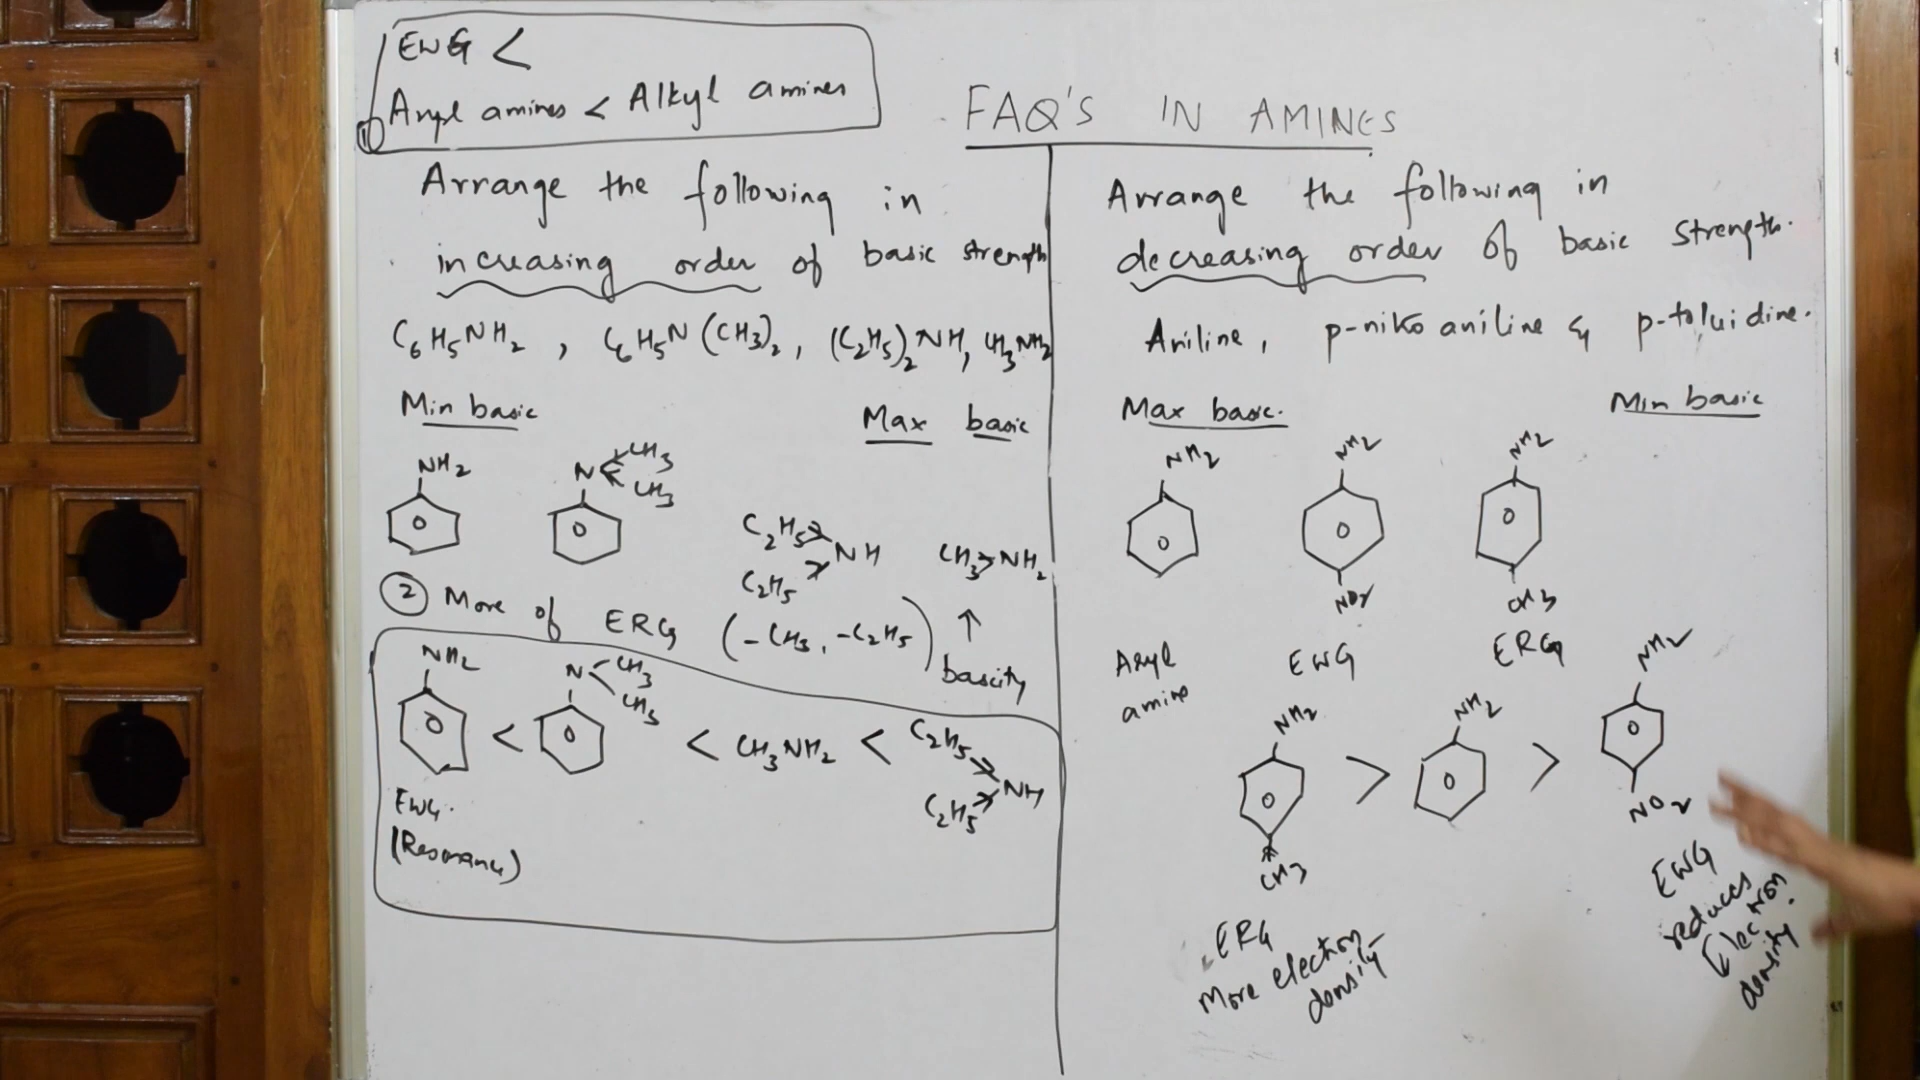 EWG <
Aryl amines < Alkyl amines
①
FAQ'S IN AMINES
Arrange the following in
increasing order of basic strength
C6H5NH2, C6H5N(CH3)2, (C2H5)2NH, CH3NH2
Min basic
Max basic
NH2
N CH3
CH3
C2H5
NH
C2H5
CH3 NH2
② More of ERG (-CH3, -C2H5)
↑
bascity
NH2
<
N CH3
CH3
< CH3NH2 <
C2H5
NH
C2H5
EWG.
(Resonance)
Arrange the following in
decreasing order of basic strength.
Aniline, p-nitro aniline & p-toluidine.
Max basic.
Min basic
NH2
NH2
NO2
NH2
CH3
Aryl
amine
EWG
ERG
NH2
CH3
>
NH2
>
NH2
NO2
ERG
More electron
density
EWG
reduces
Electron
density